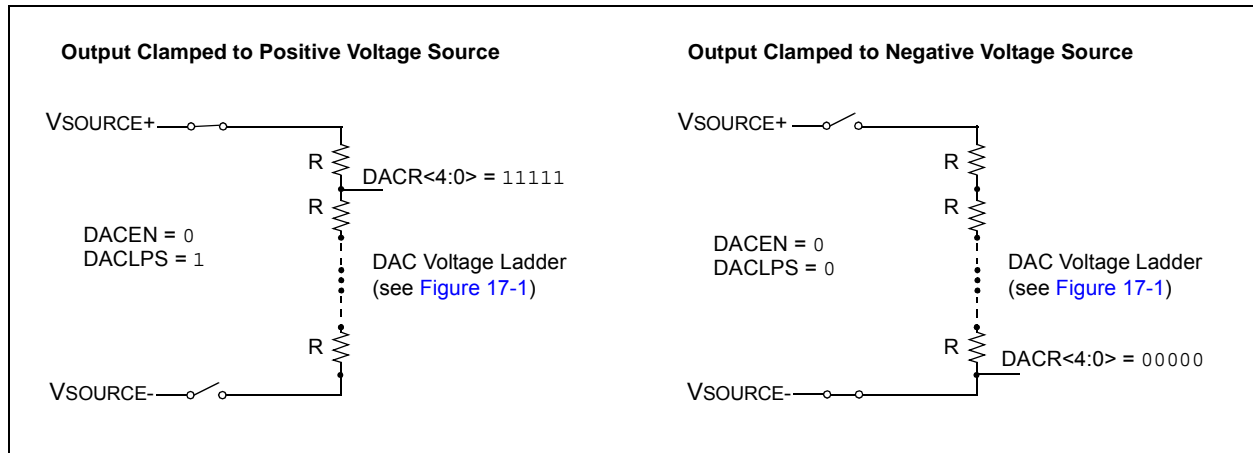 Output Clamped to Positive Voltage Source
VSOURCE+
R
DACR<4:0> = 11111
R
DACEN = 0
DACLPS = 1
DAC Voltage Ladder
(see Figure 17-1)
R
VSOURCE-
Output Clamped to Negative Voltage Source
VSOURCE+
R
R
DACEN = 0
DACLPS = 0
DAC Voltage Ladder
(see Figure 17-1)
R
DACR<4:0> = 00000
VSOURCE-